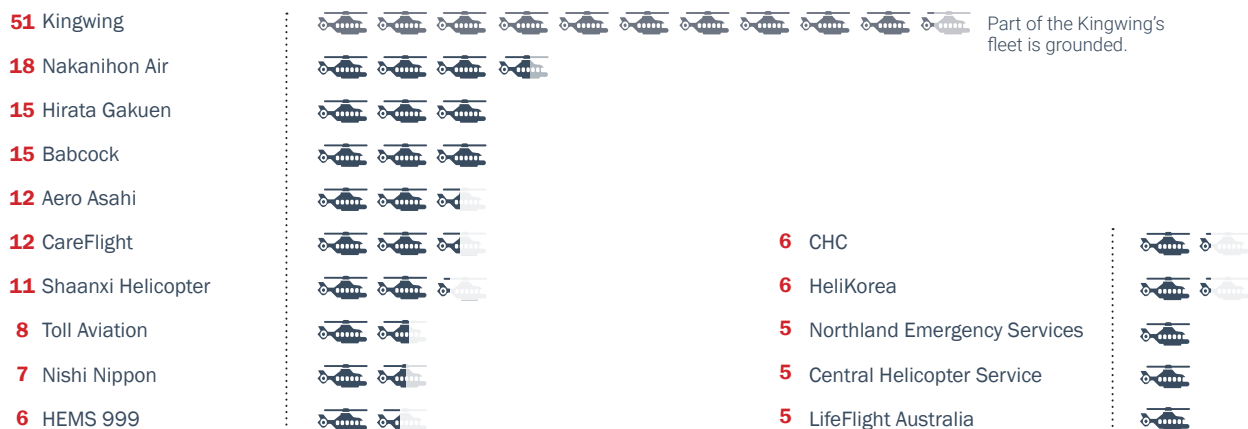 51 Kingwing
Part of the Kingwing's
fleet is grounded.
18 Nakanihon Air
15 Hirata Gakuen
15 Babcock
12 Aero Asahi
12 CareFlight
11 Shaanxi Helicopter
8 Toll Aviation
7 Nishi Nippon
6 HEMS 999
6 CHC
6 HeliKorea
5 Northland Emergency Services
5 Central Helicopter Service
5 LifeFlight Australia